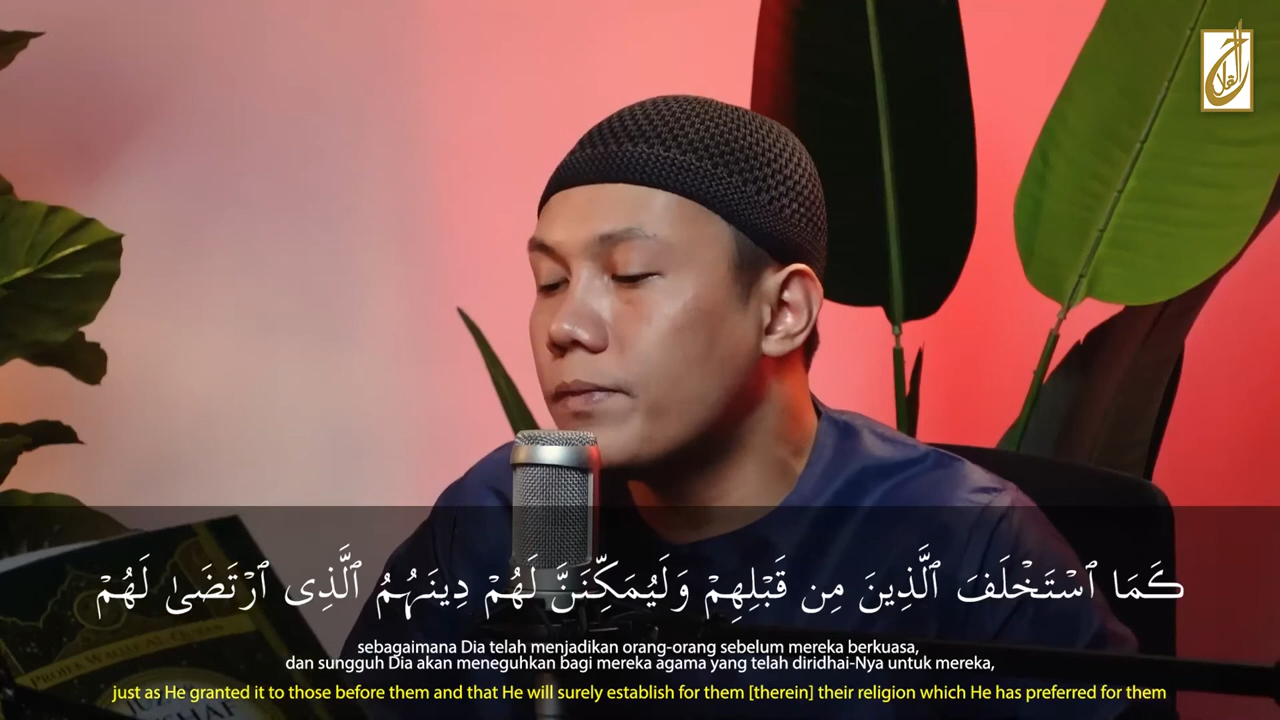 كَمَا ٱسْتَخْلَفَ ٱلَّذِينَ مِن قَبْلِهِمْ وَلَيُمَكِّنَنَّ لَهُمْ دِينَهُمُ ٱلَّذِى ٱرْتَضَىٰ لَهُمْ
sebagaimana Dia telah menjadikan orang-orang sebelum mereka berkuasa,
dan sungguh Dia akan meneguhkan bagi mereka agama yang telah diridhai-Nya untuk mereka,
just as He granted it to those before them and that He will surely establish for them [therein] their religion which He has preferred for them